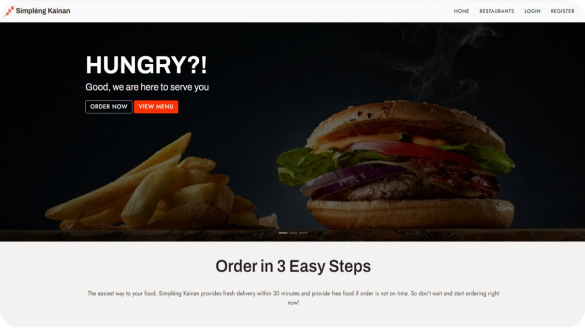 Simpléng Kainan
HOME RESTAURANTS LOGIN REGISTER
HUNGRY?!
Good, we are here to serve you
ORDER NOW VIEW MENU
Order in 3 Easy Steps
The easiest way to your food. Simpléng Kainan provides fresh delivery within 30 minutes and provide free food if order is not on time. So don't wait and start ordering right
now!